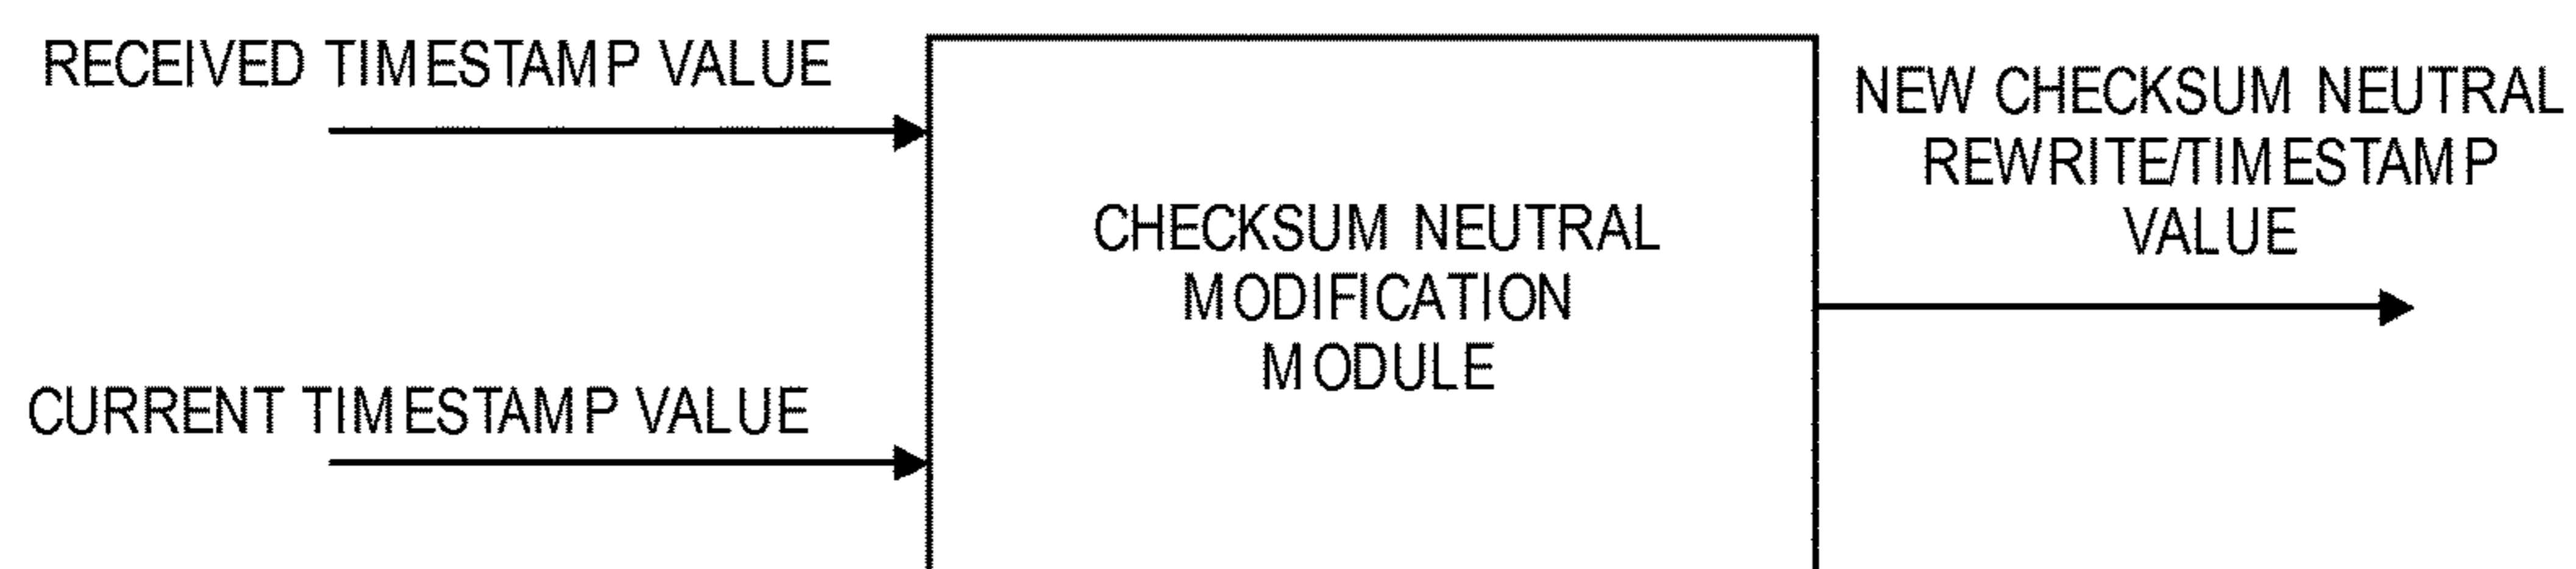 RECEIVED TIMESTAMP VALUE
CURRENT TIMESTAMP VALUE
CHECKSUM NEUTRAL
MODIFICATION
MODULE
NEW CHECKSUM NEUTRAL
REWRITE/TIMESTAMP
VALUE